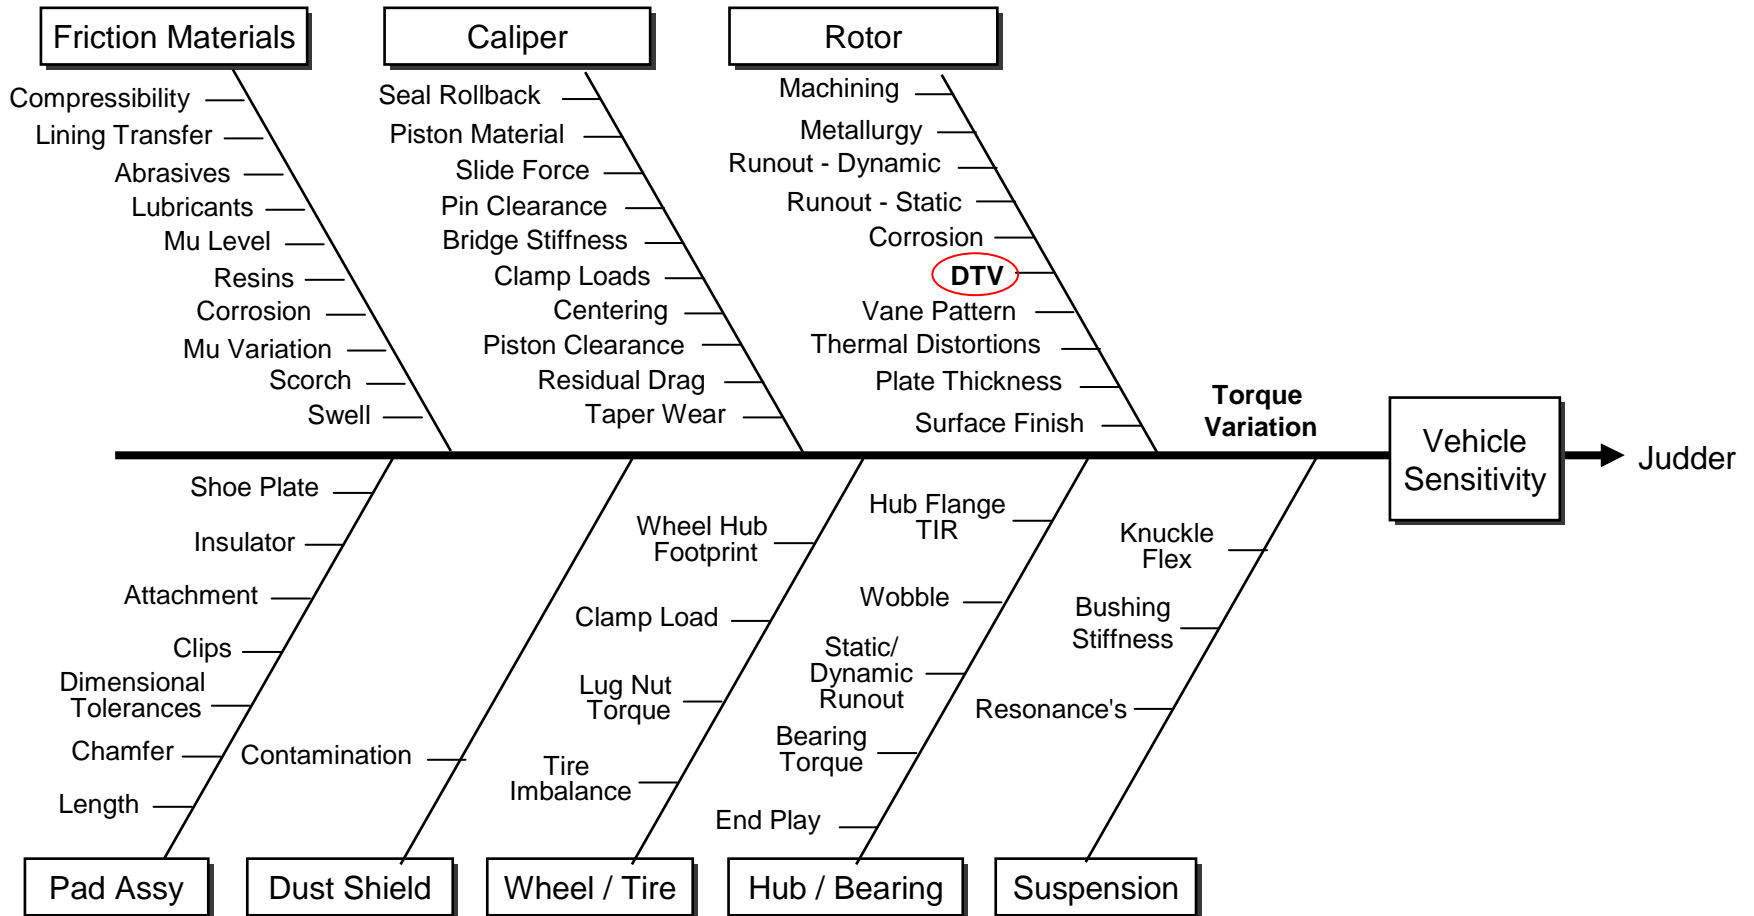 Friction Materials
Compressibility
Lining Transfer
Abrasives
Lubricants
Mu Level
Resins
Corrosion
Mu Variation
Scorch
Swell
Caliper
Seal Rollback
Piston Material
Slide Force
Pin Clearance
Bridge Stiffness
Clamp Loads
Centering
Piston Clearance
Residual Drag
Taper Wear
Rotor
Machining
Metallurgy
Runout - Dynamic
Runout - Static
Corrosion
DTV
Vane Pattern
Thermal Distortions
Plate Thickness
Surface Finish
Torque
Variation
Vehicle
Sensitivity
Judder
Shoe Plate
Insulator
Attachment
Clips
Dimensional
Tolerances
Chamfer
Length
Pad Assy
Contamination
Dust Shield
Wheel Hub
Footprint
Clamp Load
Lug Nut
Torque
Tire
Imbalance
Wheel / Tire
Hub Flange
TIR
Wobble
Static/
Dynamic
Runout
Bearing
Torque
End Play
Hub / Bearing
Knuckle
Flex
Bushing
Stiffness
Resonance's
Suspension